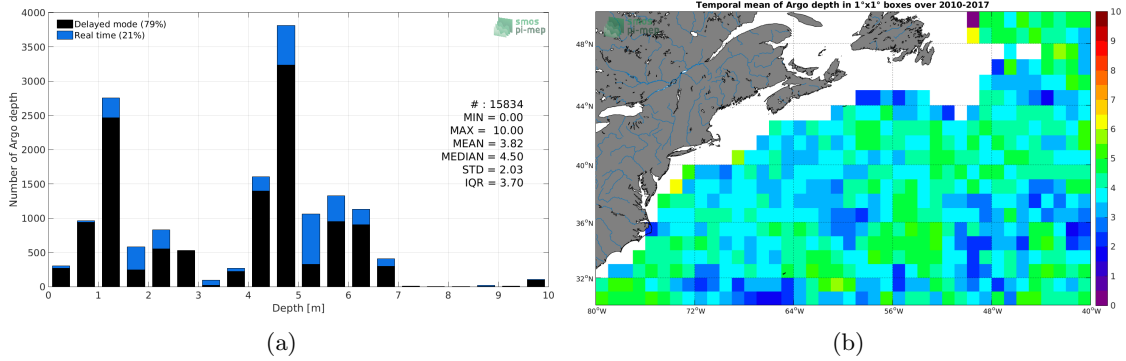 Delayed mode (79%)
Real time (21%)
smos
pi-mep
Number of Argo depth
4000
3500
3000
2500
2000
1500
1000
500
0
# : 15834
MIN = 0.00
MAX = 10.00
MEAN = 3.82
MEDIAN = 4.50
STD = 2.03
IQR = 3.70
0 1 2 3 4 5 6 7 8 9 10
Depth [m]
(a)
Temporal mean of Argo depth in 1°x1° boxes over 2010-2017
smos
pi-mep
48°N
44°N
40°N
36°N
32°N
80°W 72°W 64°W 56°W 48°W 40°W
10
9
8
7
6
5
4
3
2
1
0
(b)